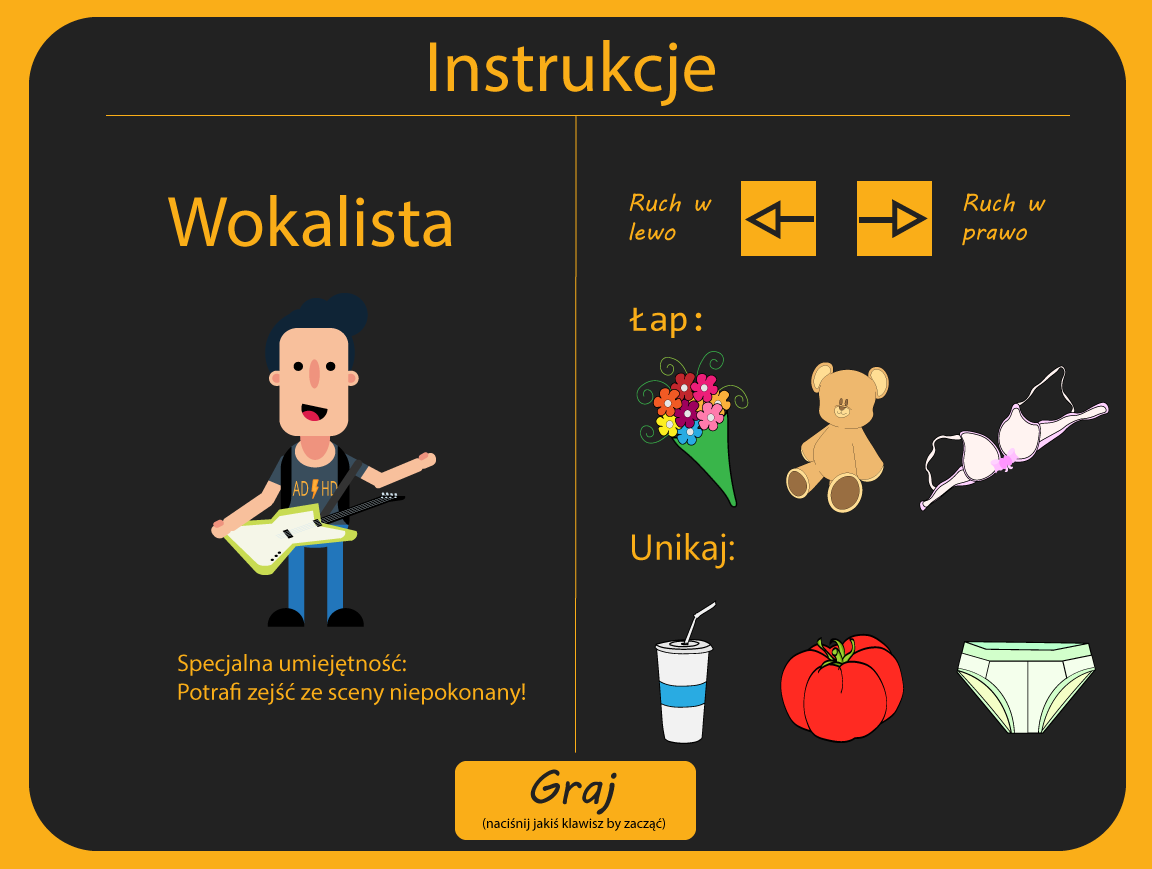 Instrukcje
Wokalista
AD HD
Specjalna umiejętność:
Potrafi zejść ze sceny niepokonany!
Ruch w
lewo
Ruch w
prawo
Łap:
Unikaj:
Graj
(naciśnij jakiś klawisz by zacząć)